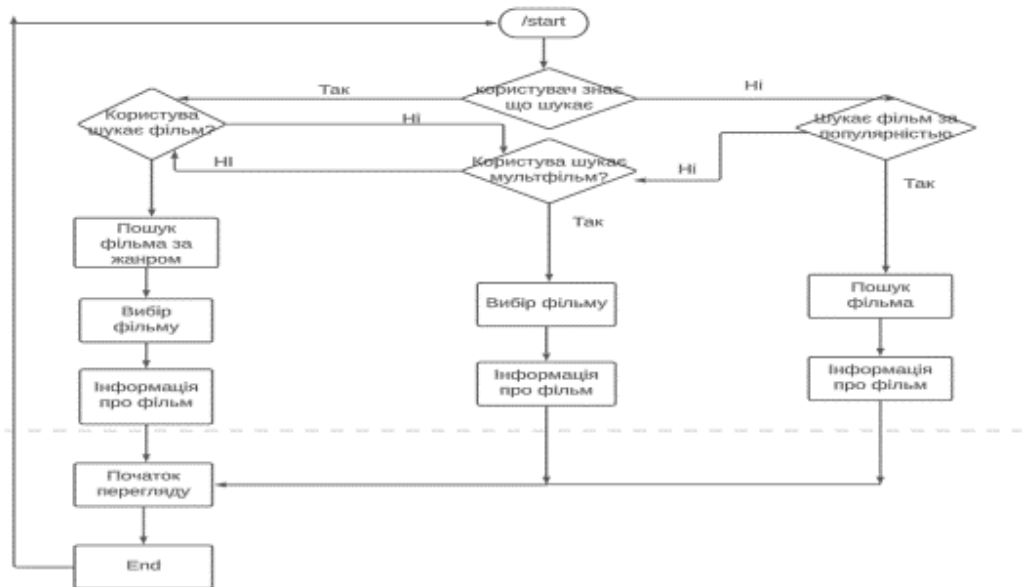 /start
користувач знає
що шукає
Так
Ні
Користува
шукає фільм?
Ні
Шукає фільм за
популярністью
Користува шукає
мультфільм?
НІ
Ні
Так
Так
Пошук
фільма за
жанром
Вибір
фільму
Інформація
про фільм
Вибір фільму
Інформація
про фільм
Пошук
фільма
Інформація
про фільм
Початок
перегляду
End